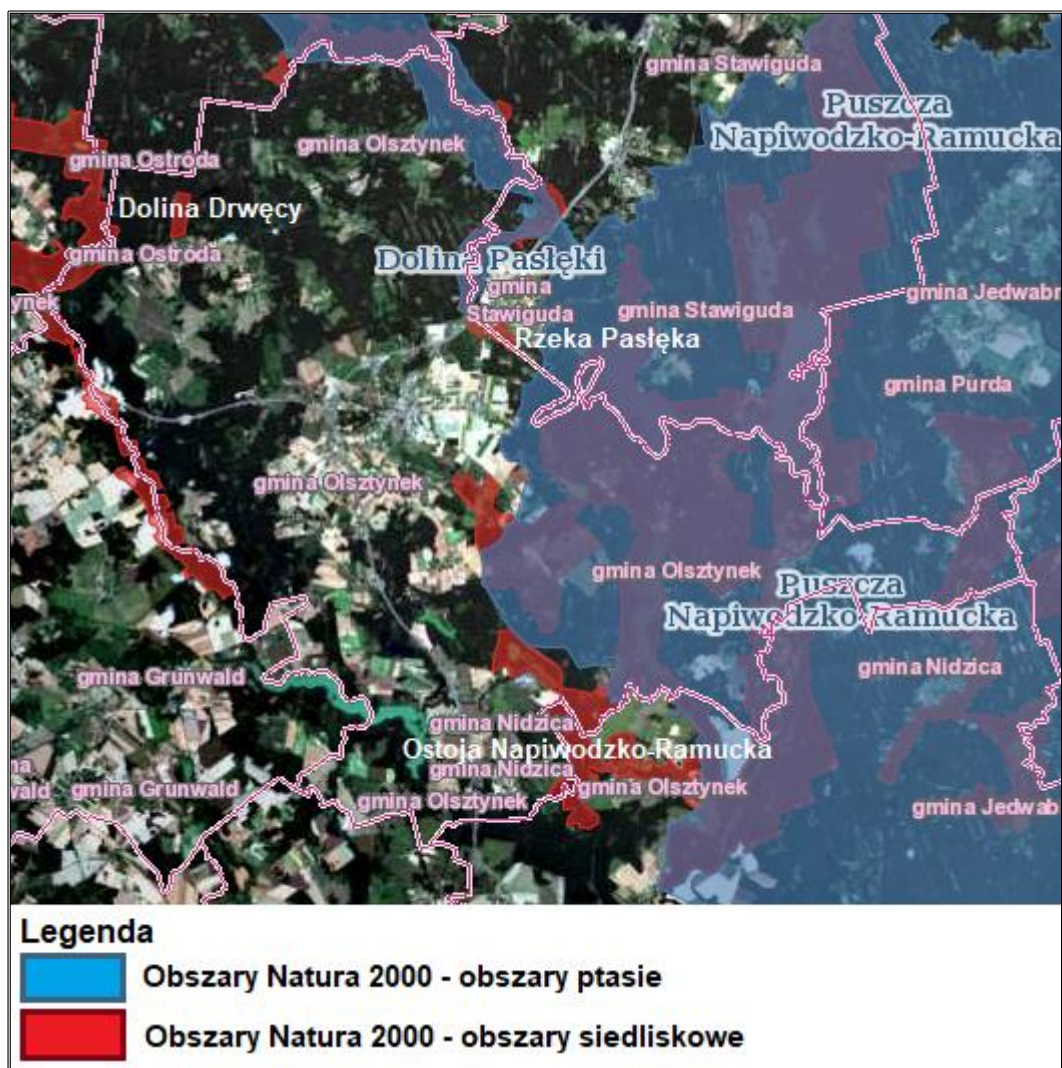 gmina Stawiguda
Puszcza
Napiwodzko-Ramucka
gmina Olsztynek
gmina Ostróda
Dolina Drwęcy
gmina Ostróda
Dolina Pasłęki
gmina
Stawiguda
gmina Stawiguda
gmina Jedwabn
tynek
Rzeka Pasłęka
gmina Purda
gmina Olsztynek
gmina Olsztynek
Puszcza
Napiwodzko-Ramucka
gmina Nidzica
gmina Grunwald
gmina Nidzica
Ostoja Napiwodzko-Ramucka
gmina Nidzica
na
wald
gmina Grunwald
gmina Olsztynek
gmina Olsztynek
gmina Jedwab
Legenda
Obszary Natura 2000 - obszary ptasie
Obszary Natura 2000 - obszary siedliskowe